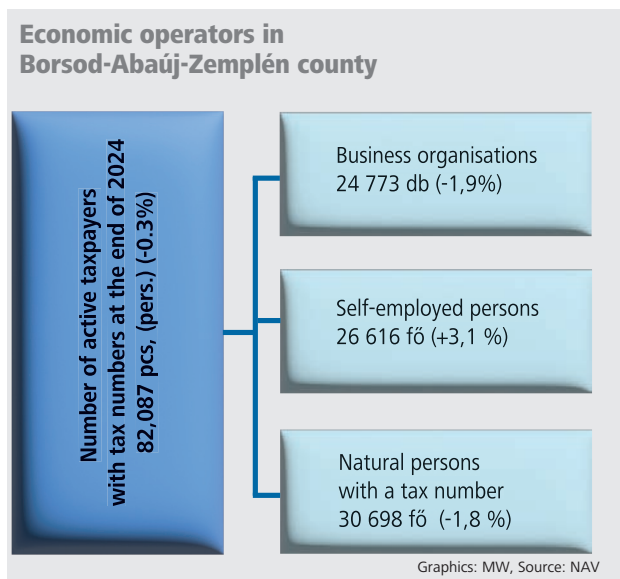 Economic operators in
Borsod-Abaúj-Zemplén county
Number of active taxpayers
with tax numbers at the end of 2024
82,087 pcs, (pers.) (-0.3%)
Business organisations
24 773 db (-1,9%)
Self-employed persons
26 616 fő (+3,1 %)
Natural persons
with a tax number
30 698 fő (-1,8 %)
Graphics: MW, Source: NAV